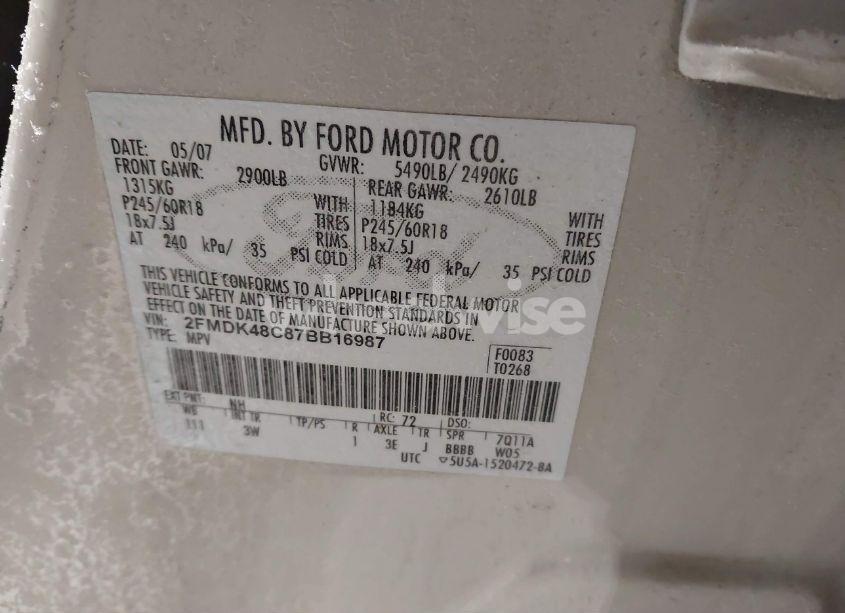 MFD. BY FORD MOTOR CO.
DATE: 05/07 GVWR: 5490LB/ 2490KG
FRONT GAWR: 2900LB REAR GAWR: 2610LB
1315KG WITH 1184KG WITH
P245/60R18 TIRES P245/60R18 TIRES
18x7.5J RIMS 18x7.5J RIMS
AT 240 kPa/ 35 PSI COLD AT 240 kPa/ 35 PSI COLD
THIS VEHICLE CONFORMS TO ALL APPLICABLE FEDERAL MOTOR
VEHICLE SAFETY AND THEFT PREVENTION STANDARDS IN
EFFECT ON THE DATE OF MANUFACTURE SHOWN ABOVE.
VIN: 2FMDK48C87BB16987
TYPE: MPV
F0083
T0268
EXT PNT: NH RC: 72 DSO:
WB INT TR TP/PS R AXLE TR SPR 7Q11A
111 3W 1 3E J BBBB W05
UTC ▽5U5A-1520472-BA